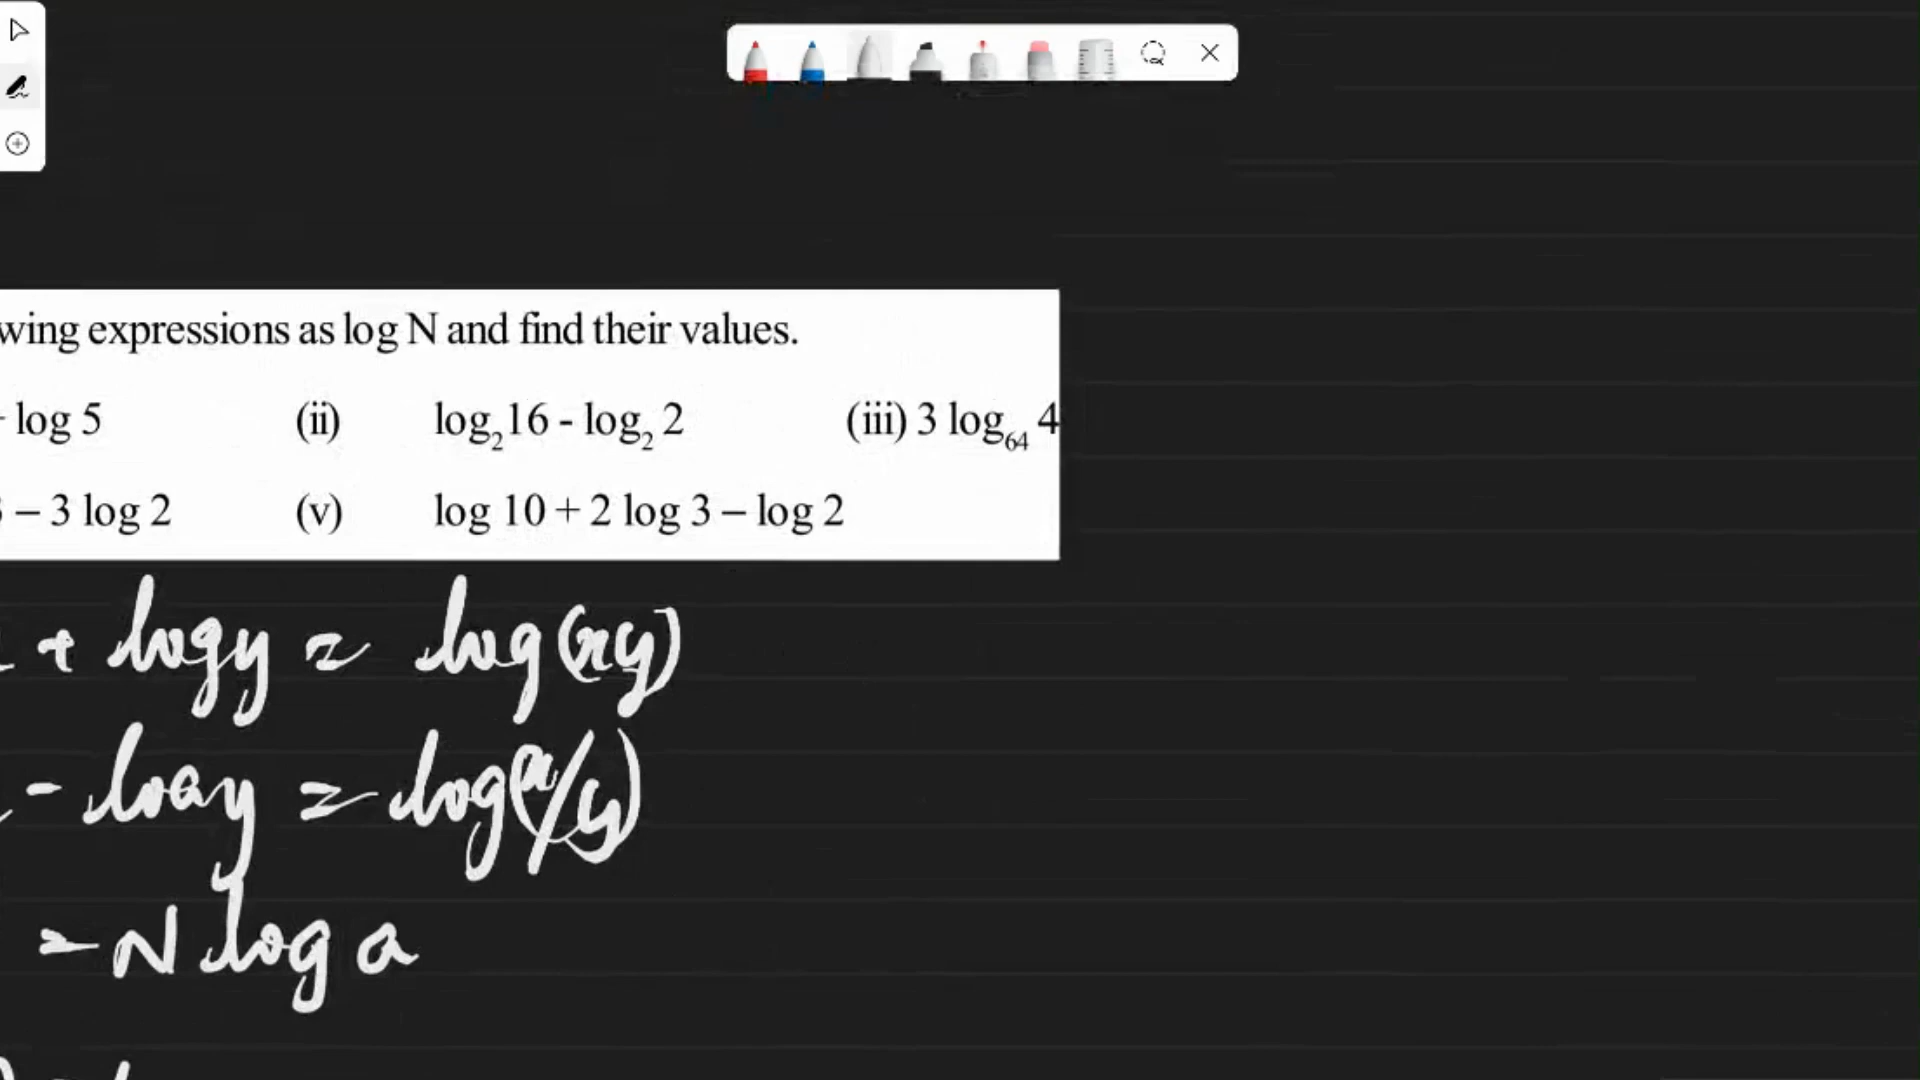 wing expressions as log N and find their values.
log 5 (ii) log₂16 - log₂ 2 (iii) 3 log₆₄ 4
– 3 log 2 (v) log 10 + 2 log 3 – log 2
+ logy = log(xy)
- logy = log(x/y)
= N log a